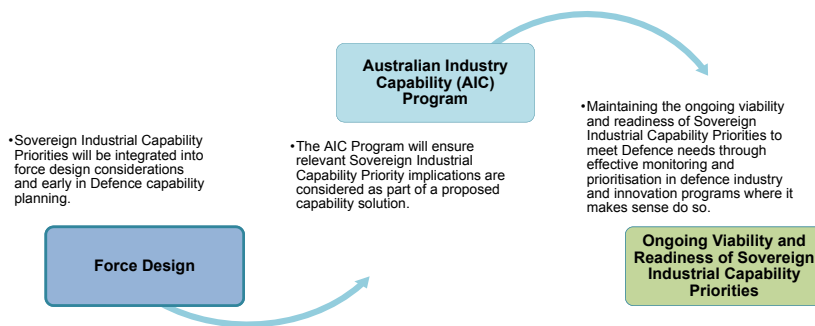 •Sovereign Industrial Capability
Priorities will be integrated into
force design considerations
and early in Defence capability
planning.
Force Design
Australian Industry
Capability (AIC)
Program
•The AIC Program will ensure
relevant Sovereign Industrial
Capability Priority implications are
considered as part of a proposed
capability solution.
•Maintaining the ongoing viability
and readiness of Sovereign
Industrial Capability Priorities to
meet Defence needs through
effective monitoring and
prioritisation in defence industry
and innovation programs where it
makes sense do so.
Ongoing Viability and
Readiness of Sovereign
Industrial Capability
Priorities